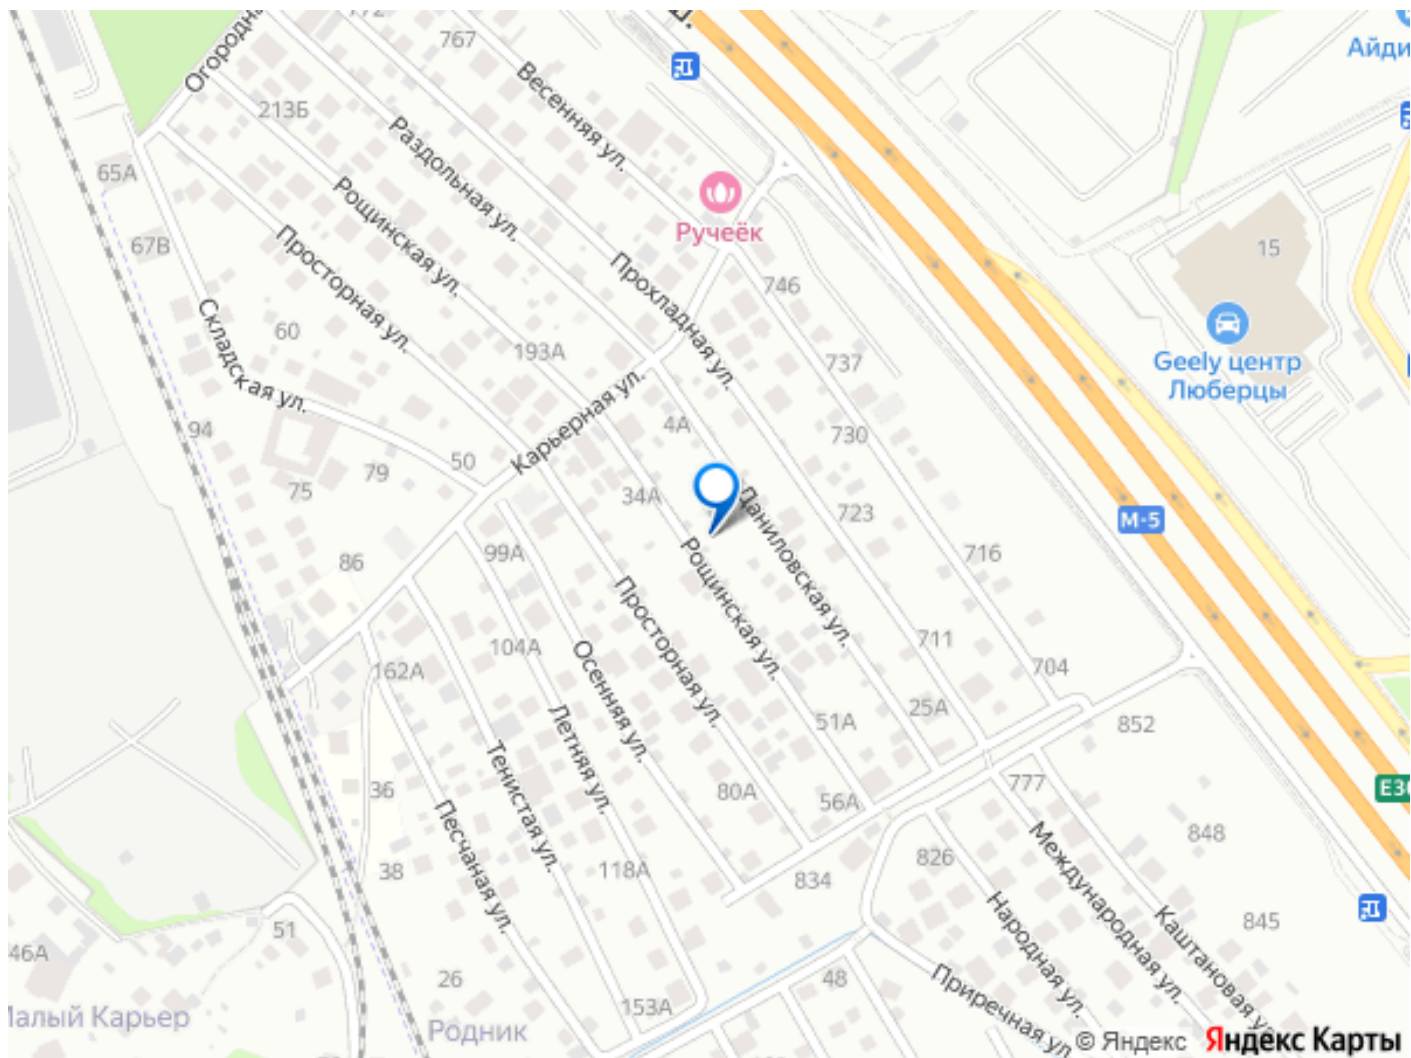 Огородна
772
767
ш.
Айди
Весенняя ул.
213Б
Раздольная ул.
65А
Рощинская ул.
Ручеёк
67В
Просторная ул.
Прохладная ул.
746
15
Складская ул.
60
193А
737
Geely центр
Люберцы
Карьерная ул.
4А
730
94
50
79
75
34А
Даниловская ул.
723
М-5
99А
716
86
Рощинская ул.
Просторная ул.
104А
Осенняя ул.
711
704
162А
25А
51А
852
Летняя ул.
Тенистая ул.
36
80А
56А
777
E30
Песчаная ул.
848
Международная ул.
826
38
118А
834
Народная ул.
Каштановая ул.
845
51
46А
26
48
Приречная ул.
153А
Малый Карьер
Родник
© Яндекс Яндекс Карты